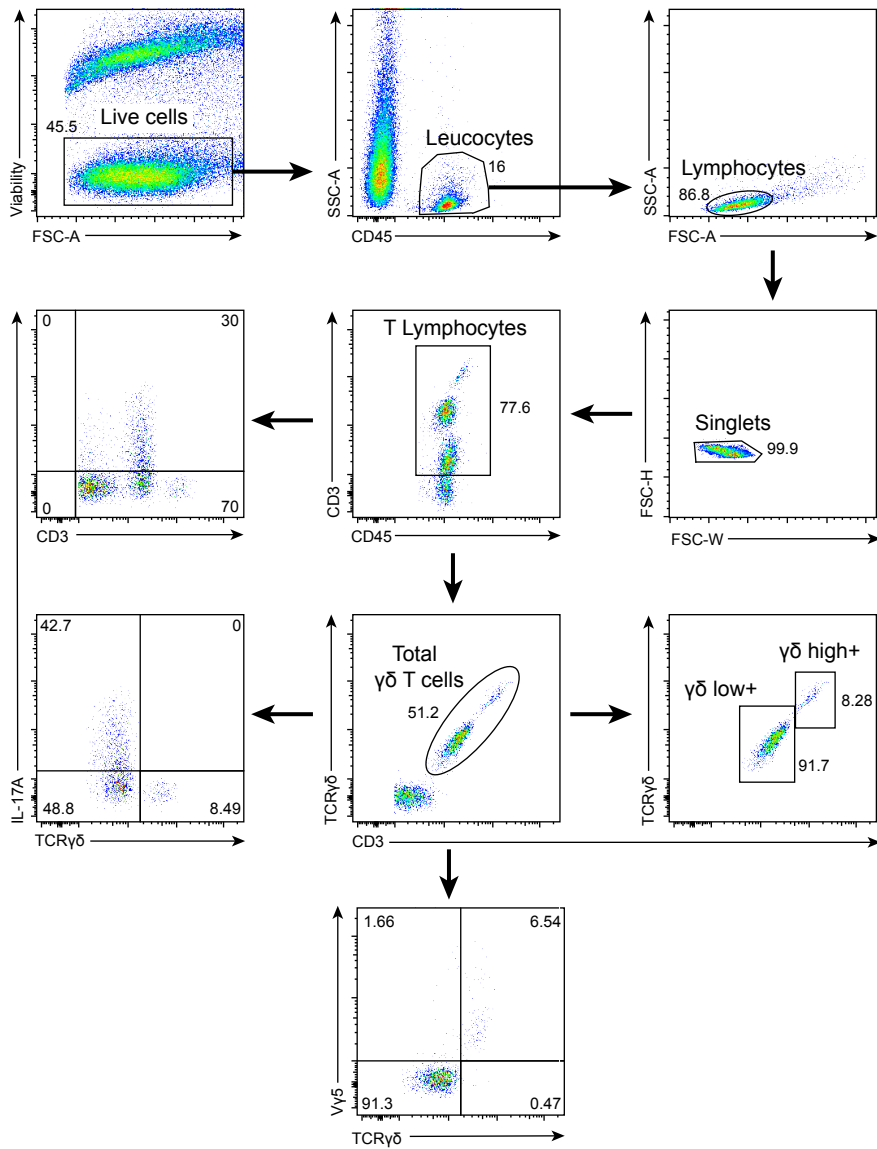 Viability
Live cells
45.5
FSC-A
SSC-A
Leucocytes
16
CD45
SSC-A
Lymphocytes
86.8
FSC-A
0
30
0
70
CD3
T Lymphocytes
77.6
CD3
CD45
FSC-H
Singlets
99.9
FSC-W
IL-17A
42.7
0
48.8
8.49
TCRγδ
TCRγδ
Total
γδ T cells
51.2
CD3
TCRγδ
γδ high+
γδ low+
8.28
91.7
Vγ5
1.66
6.54
91.3
0.47
TCRγδ